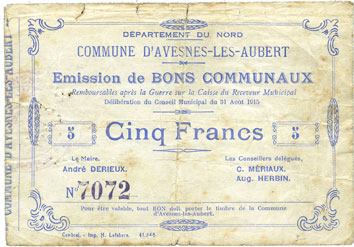 DÉPARTEMENT DU NORD
COMMUNE D'AVESNES-LES-AUBERT
Emission de BONS COMMUNAUX
Remboursables après la Guerre sur la Caisse du Receveur Municipal
Délibération du Conseil Municipal du 31 Août 1915
5 Cinq Francs 5
Le Maire,
André DERIEUX.
Les Conseillers délégués,
C. MÉRIAUX.
Aug. HERBIN.
N° 7072
Pour être valable, tout BON doit porter le timbre de la Commune
d'Avesnes-les-Aubert.
Cambrai. - Imp. H. Lefebvre.
COMMUNE D'AVESNES-LES-AUBERT